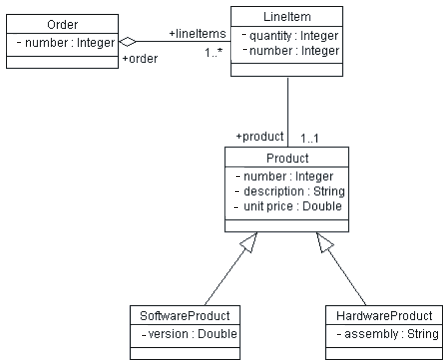 Order
- number : Integer
+lineItems
1..*
+order
LineItem
- quantity : Integer
- number : Integer
+product
1..1
Product
- number : Integer
- description : String
- unit price : Double
SoftwareProduct
- version : Double
HardwareProduct
- assembly : String